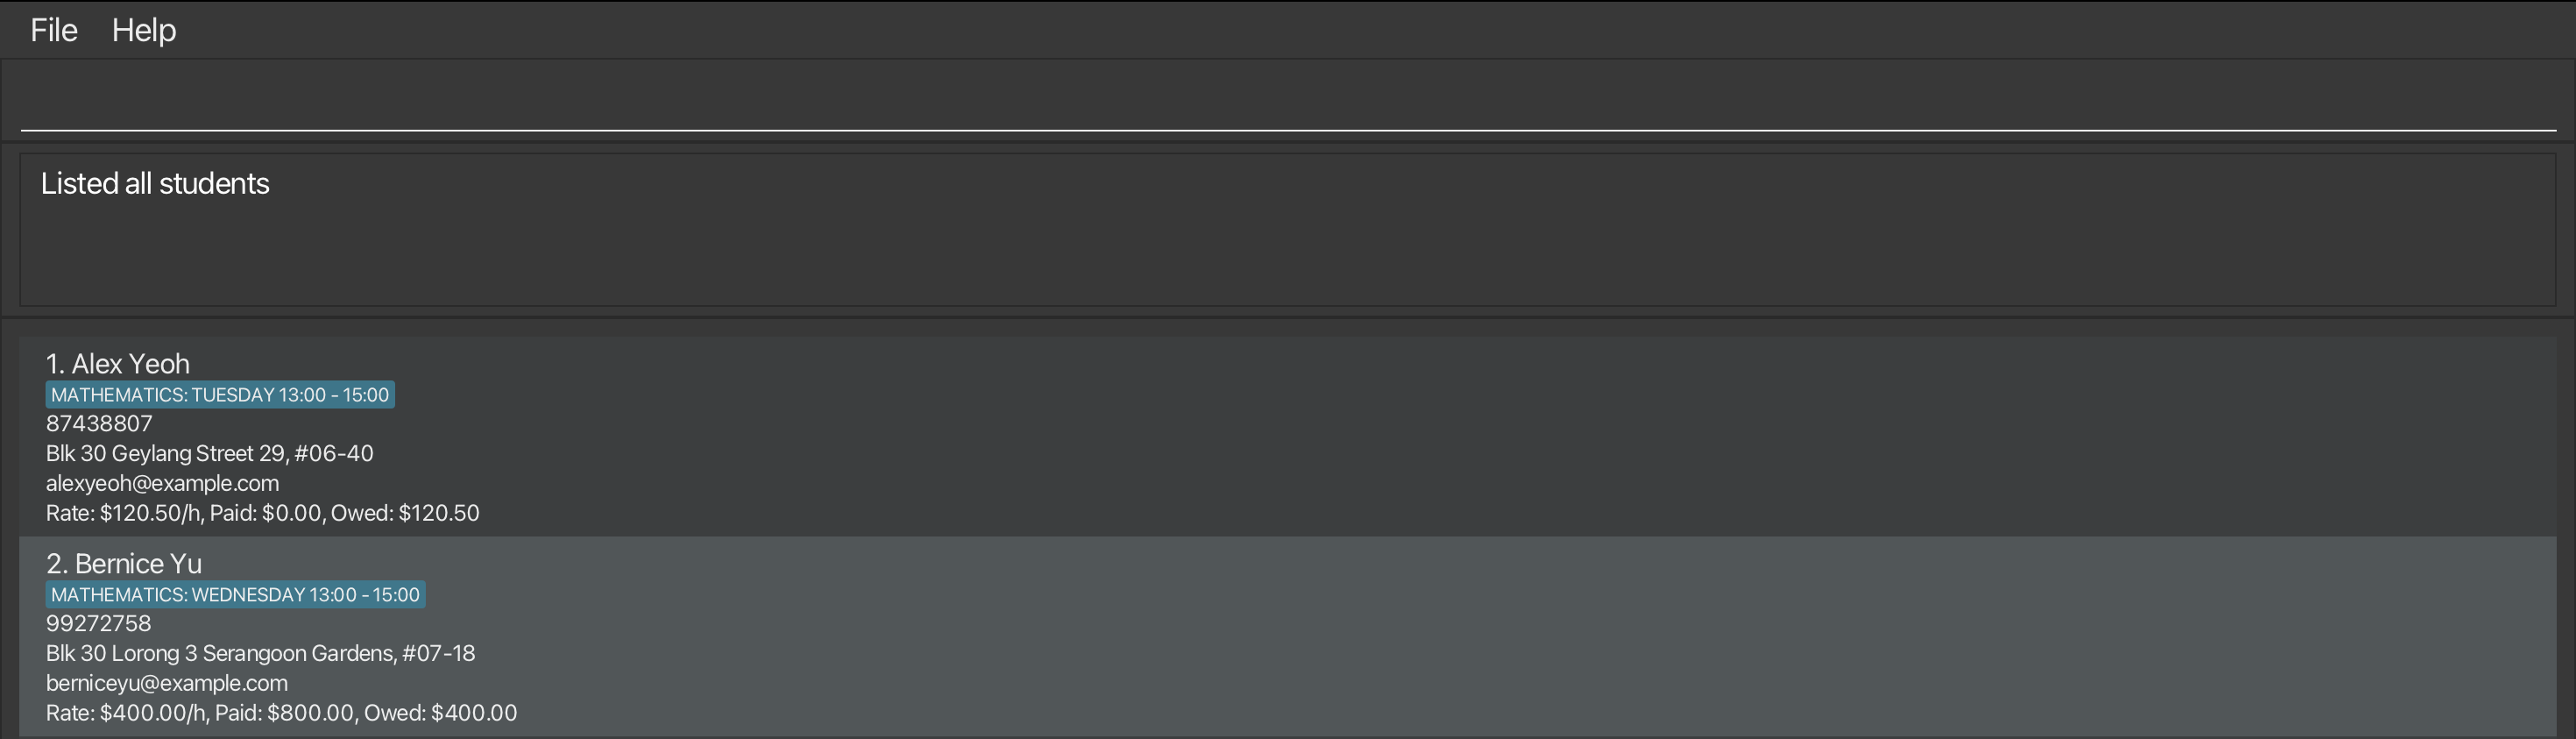 File Help
Listed all students
1. Alex Yeoh
MATHEMATICS: TUESDAY 13:00 - 15:00
87438807
Blk 30 Geylang Street 29, #06-40
alexyeoh@example.com
Rate: $120.50/h, Paid: $0.00, Owed: $120.50
2. Bernice Yu
MATHEMATICS: WEDNESDAY 13:00 - 15:00
99272758
Blk 30 Lorong 3 Serangoon Gardens, #07-18
berniceyu@example.com
Rate: $400.00/h, Paid: $800.00, Owed: $400.00